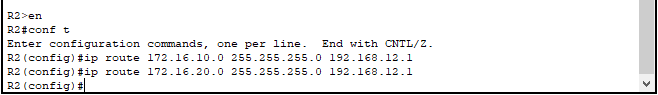 R2>en
R2#conf t
Enter configuration commands, one per line.  End with CNTL/Z.
R2(config)#ip route 172.16.10.0 255.255.255.0 192.168.12.1
R2(config)#ip route 172.16.20.0 255.255.255.0 192.168.12.1
R2(config)#